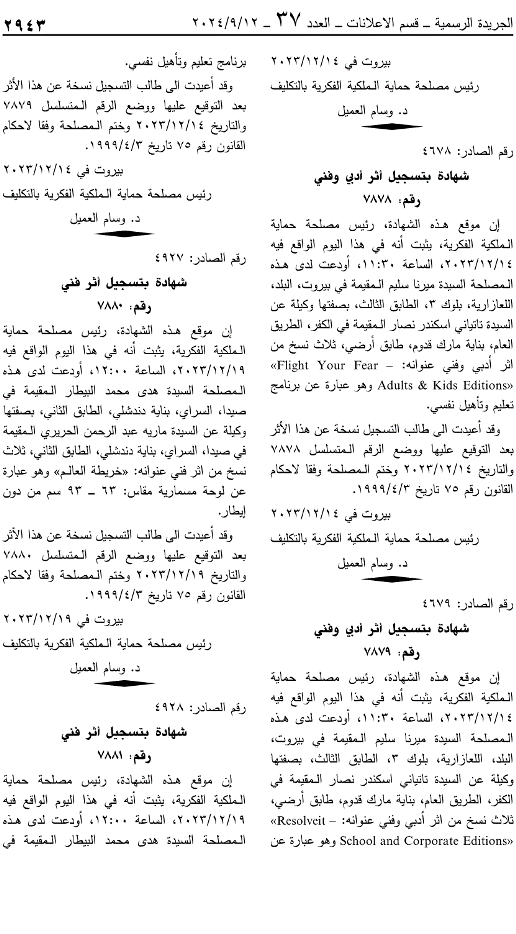 الجريدة الرسمية ـ قسم الاعلانات ـ العدد ٣٧ ـ ٢٠٢٤/٩/١٢
٢٩٤٣
بيروت في ٢٠٢٣/١٢/١٤
رئيس مصلحة حماية الملكية الفكرية بالتكليف
د. وسام العميل
رقم الصادر: ٤٦٧٨
شهادة بتسجيل أثر أدبي وفني
رقم: ٧٨٧٨
إن موقع هذه الشهادة، رئيس مصلحة حماية
الملكية الفكرية، يثبت أنه في هذا اليوم الواقع فيه
٢٠٢٣/١٢/١٤، الساعة ١١:٣٠، أودعت لدى هذه
المصلحة السيدة ميرنا سليم المقيمة في بيروت، البلد،
اللعازارية، بلوك ٣، الطابق الثالث، بصفتها وكيلة عن
السيدة تاتياني اسكندر نصار المقيمة في الكفر، الطريق
العام، بناية مارك قدوم، طابق أرضي، ثلاث نسخ من
اثر أدبي وفني عنوانه: «Flight Your Fear –
Adults & Kids Editions» وهو عبارة عن برنامج
تعليم وتأهيل نفسي.
وقد أعيدت الى طالب التسجيل نسخة عن هذا الأثر
بعد التوقيع عليها ووضع الرقم المتسلسل ٧٨٧٨
والتاريخ ٢٠٢٣/١٢/١٤ وختم المصلحة وفقا لاحكام
القانون رقم ٧٥ تاريخ ١٩٩٩/٤/٣.
بيروت في ٢٠٢٣/١٢/١٤
رئيس مصلحة حماية الملكية الفكرية بالتكليف
د. وسام العميل
رقم الصادر: ٤٦٧٩
شهادة بتسجيل أثر أدبي وفني
رقم: ٧٨٧٩
إن موقع هذه الشهادة، رئيس مصلحة حماية
الملكية الفكرية، يثبت أنه في هذا اليوم الواقع فيه
٢٠٢٣/١٢/١٤، الساعة ١١:٣٠، أودعت لدى هذه
المصلحة السيدة ميرنا سليم المقيمة في بيروت،
البلد، اللعازارية، بلوك ٣، الطابق الثالث، بصفتها
وكيلة عن السيدة تاتياني اسكندر نصار المقيمة في
الكفر، الطريق العام، بناية مارك قدوم، طابق أرضي،
ثلاث نسخ من اثر أدبي وفني عنوانه: «Resolveit –
School and Corporate Editions» وهو عبارة عن
برنامج تعليم وتأهيل نفسي.
وقد أعيدت الى طالب التسجيل نسخة عن هذا الأثر
بعد التوقيع عليها ووضع الرقم المتسلسل ٧٨٧٩
والتاريخ ٢٠٢٣/١٢/١٤ وختم المصلحة وفقا لاحكام
القانون رقم ٧٥ تاريخ ١٩٩٩/٤/٣.
بيروت في ٢٠٢٣/١٢/١٤
رئيس مصلحة حماية الملكية الفكرية بالتكليف
د. وسام العميل
رقم الصادر: ٤٩٢٧
شهادة بتسجيل أثر فني
رقم: ٧٨٨٠
إن موقع هذه الشهادة، رئيس مصلحة حماية
الملكية الفكرية، يثبت أنه في هذا اليوم الواقع فيه
٢٠٢٣/١٢/١٩، الساعة ١٢:٠٠، أودعت لدى هذه
المصلحة السيدة هدى محمد البيطار المقيمة في
صيدا، السراي، بناية دندشلي، الطابق الثاني، بصفتها
وكيلة عن السيدة ماريه عبد الرحمن الحريري المقيمة
في صيدا، السراي، بناية دندشلي، الطابق الثاني، ثلاث
نسخ من اثر فني عنوانه: «خريطة العالم» وهو عبارة
عن لوحة مسمارية مقاس: ٦٣ ــ ٩٣ سم من دون
إيطار.
وقد أعيدت الى طالب التسجيل نسخة عن هذا الأثر
بعد التوقيع عليها ووضع الرقم المتسلسل ٧٨٨٠
والتاريخ ٢٠٢٣/١٢/١٩ وختم المصلحة وفقا لاحكام
القانون رقم ٧٥ تاريخ ١٩٩٩/٤/٣.
بيروت في ٢٠٢٣/١٢/١٩
رئيس مصلحة حماية الملكية الفكرية بالتكليف
د. وسام العميل
رقم الصادر: ٤٩٢٨
شهادة بتسجيل أثر فني
رقم: ٧٨٨١
إن موقع هذه الشهادة، رئيس مصلحة حماية
الملكية الفكرية، يثبت أنه في هذا اليوم الواقع فيه
٢٠٢٣/١٢/١٩، الساعة ١٢:٠٠، أودعت لدى هذه
المصلحة السيدة هدى محمد البيطار المقيمة في